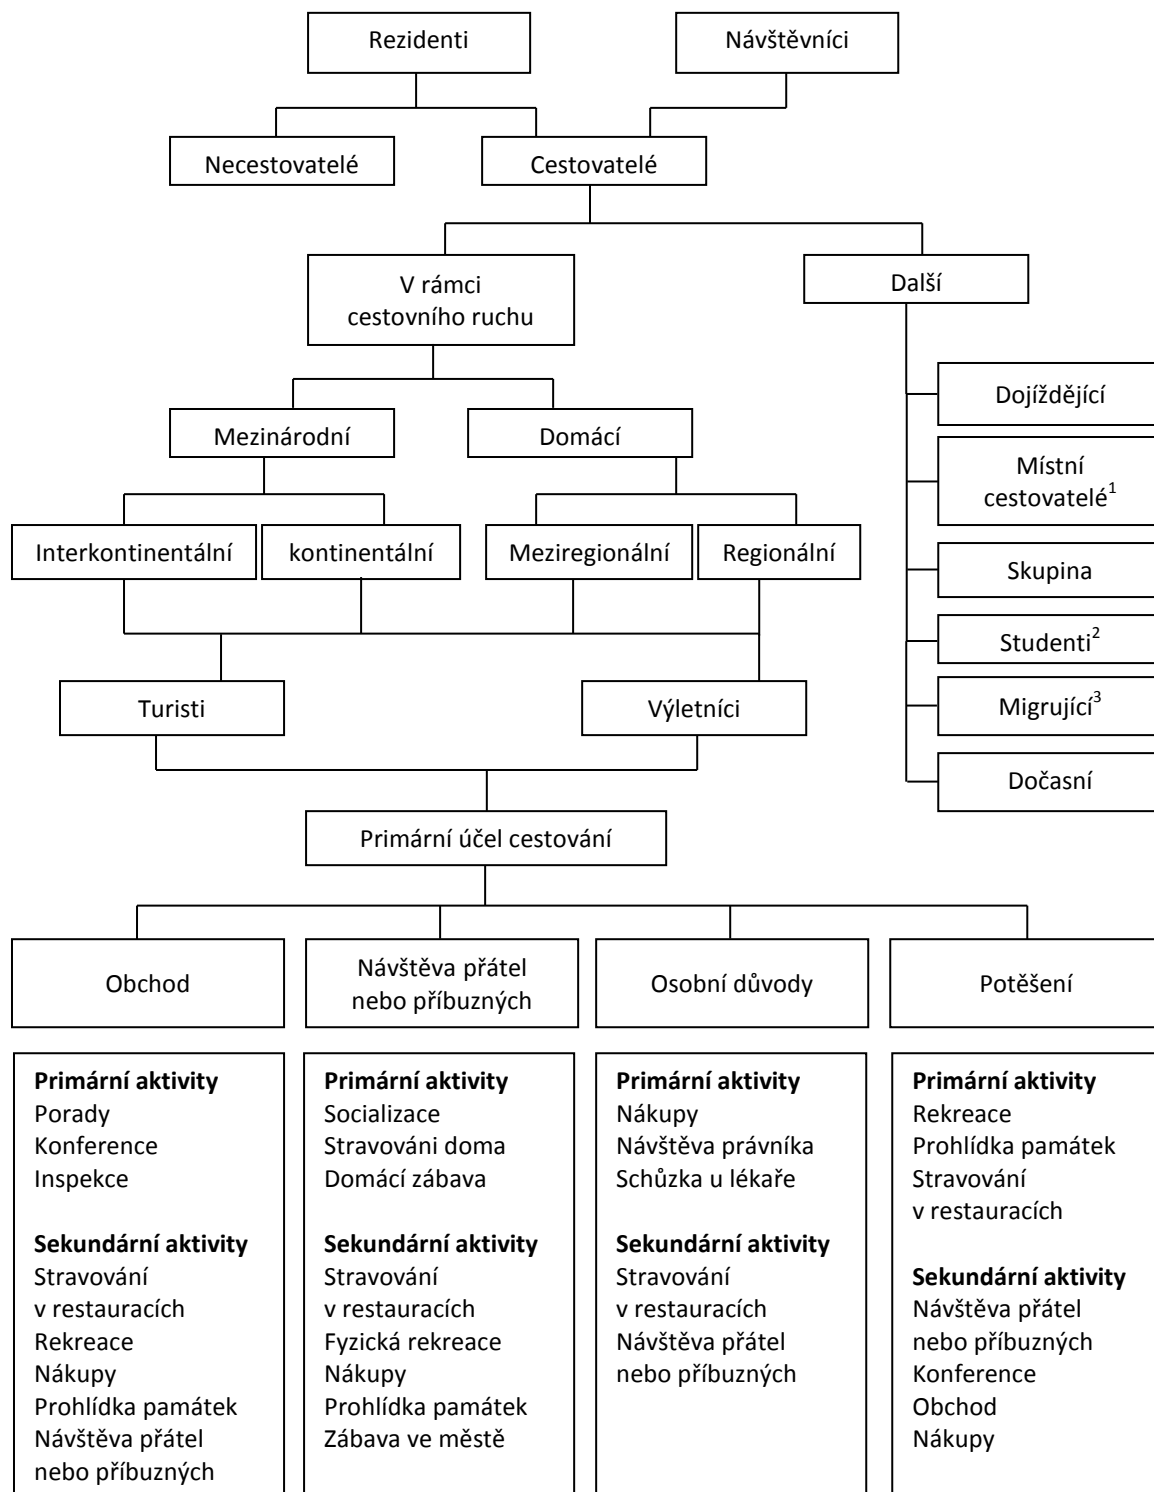 Rezidenti
Návštěvníci
Necestovatelé
Cestovatelé
V rámci
cestovního ruchu
Další
Dojíždějící
Mezinárodní
Domácí
Místní
cestovatelé¹
Interkontinentální
kontinentální
Meziregionální
Regionální
Skupina
Studenti²
Turisti
Výletníci
Migrující³
Dočasní
Primární účel cestování
Obchod
Návštěva přátel
nebo příbuzných
Osobní důvody
Potěšení
Primární aktivity
Porady
Konference
Inspekce
Sekundární aktivity
Stravování
v restauracích
Rekreace
Nákupy
Prohlídka památek
Návštěva přátel
nebo příbuzných
Primární aktivity
Socializace
Stravováni doma
Domácí zábava
Sekundární aktivity
Stravování
v restauracích
Fyzická rekreace
Nákupy
Prohlídka památek
Zábava ve městě
Primární aktivity
Nákupy
Návštěva právníka
Schůzka u lékaře
Sekundární aktivity
Stravování
v restauracích
Návštěva přátel
nebo příbuzných
Primární aktivity
Rekreace
Prohlídka památek
Stravování
v restauracích
Sekundární aktivity
Návštěva přátel
nebo příbuzných
Konference
Obchod
Nákupy